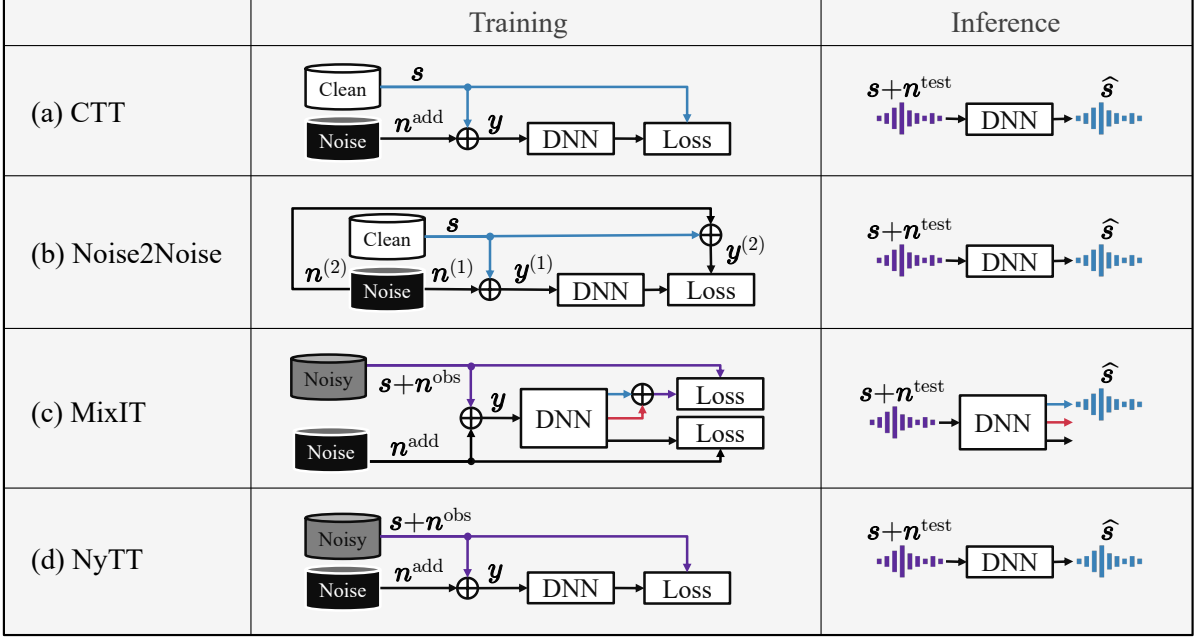 Training Inference
(a) CTT
Clean s
Noise n^add y DNN Loss
s+n^test ŝ
DNN
(b) Noise2Noise
Clean s
n^(2) Noise n^(1) y^(1) DNN Loss y^(2)
s+n^test ŝ
DNN
(c) MixIT
Noisy s+n^obs
y DNN Loss
Loss
Noise n^add
s+n^test ŝ
DNN
(d) NyTT
Noisy s+n^obs
Noise n^add y DNN Loss
s+n^test ŝ
DNN